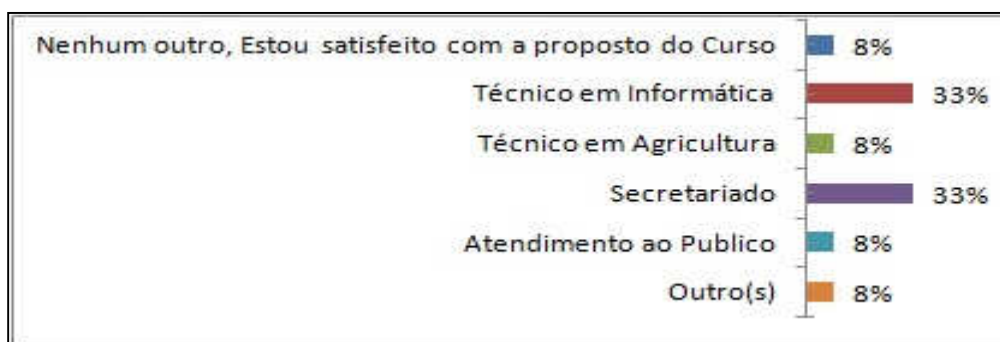 Nenhum outro, Estou satisfeito com a proposto do Curso 8%
Técnico em Informática 33%
Técnico em Agricultura 8%
Secretariado 33%
Atendimento ao Publico 8%
Outro(s) 8%